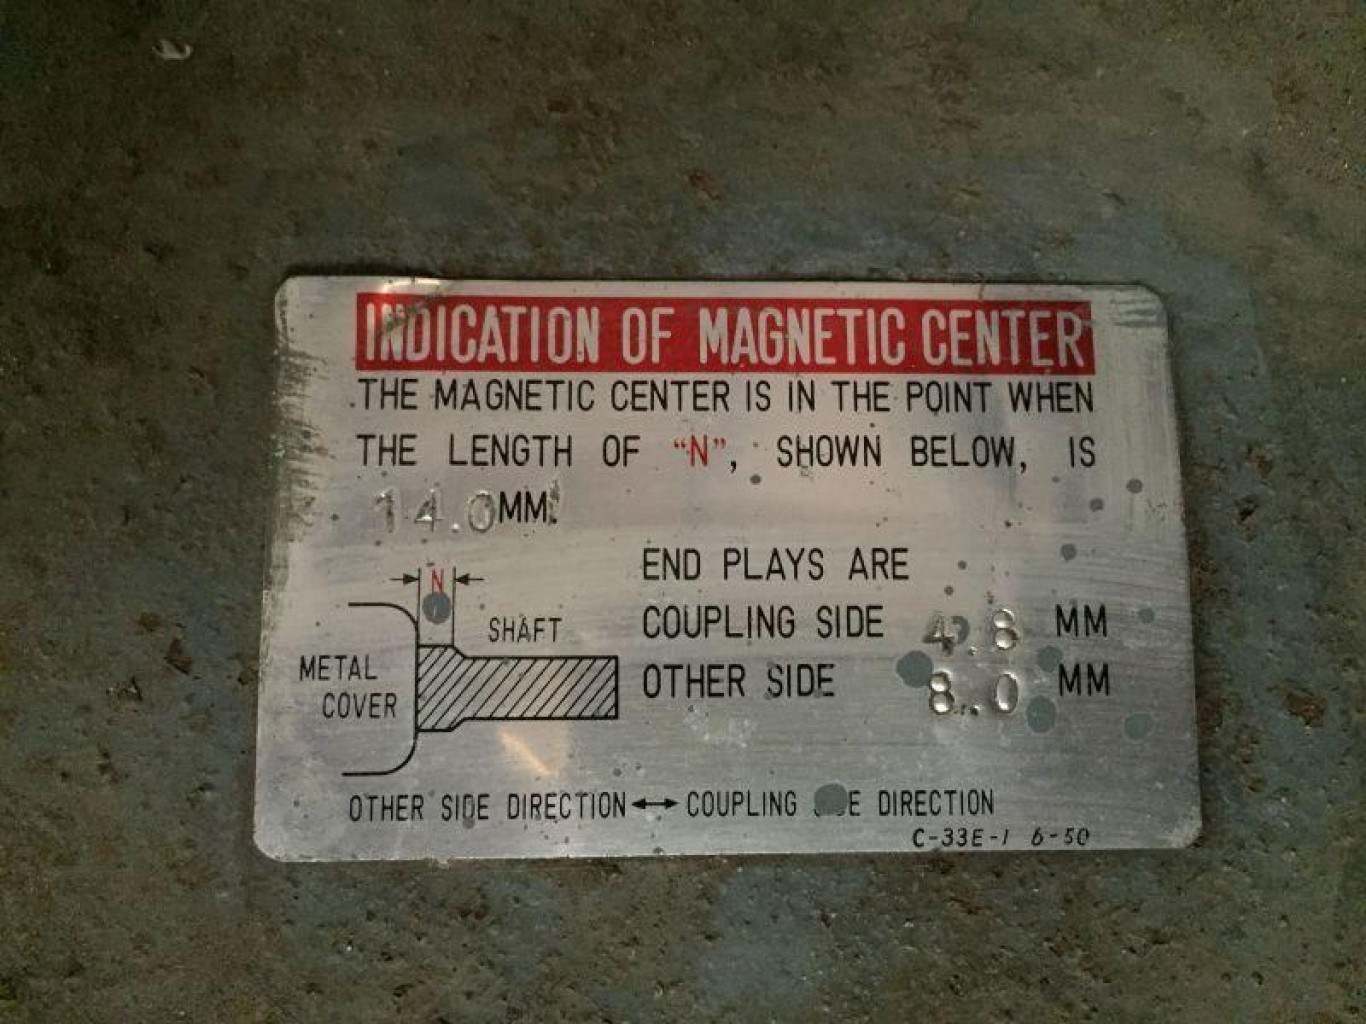 INDICATION OF MAGNETIC CENTER
THE MAGNETIC CENTER IS IN THE POINT WHEN
THE LENGTH OF “N”, SHOWN BELOW, IS
14.0MM.
N
END PLAYS ARE
SHAFT
COUPLING SIDE 4.8 MM
METAL
COVER
OTHER SIDE 8.0 MM
OTHER SIDE DIRECTION ↔ COUPLING DIRECTION
C-33E-1 6-50